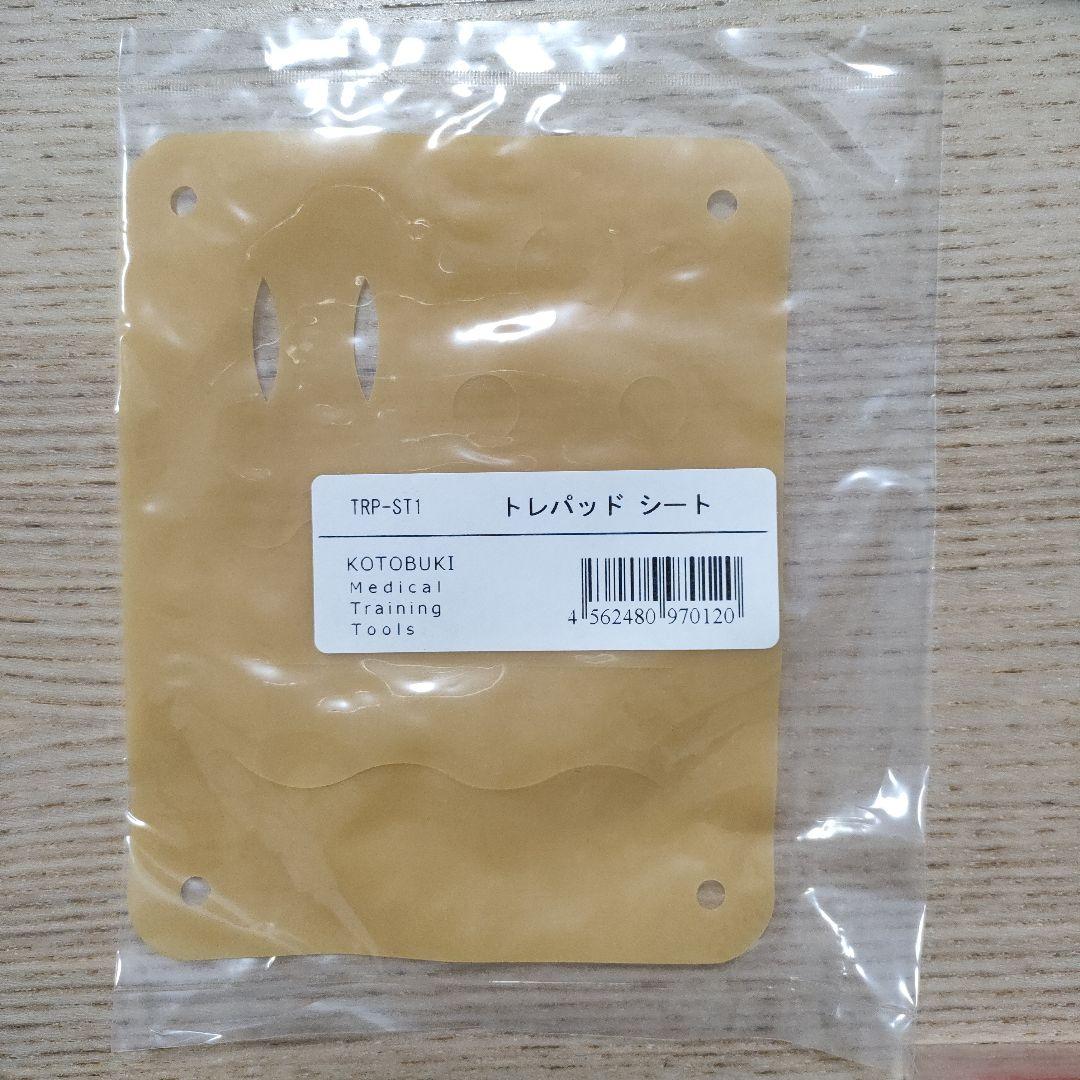 TRP-ST1 トレパッド シート
KOTOBUKI
Medical
Training
Tools
4 562480 970120